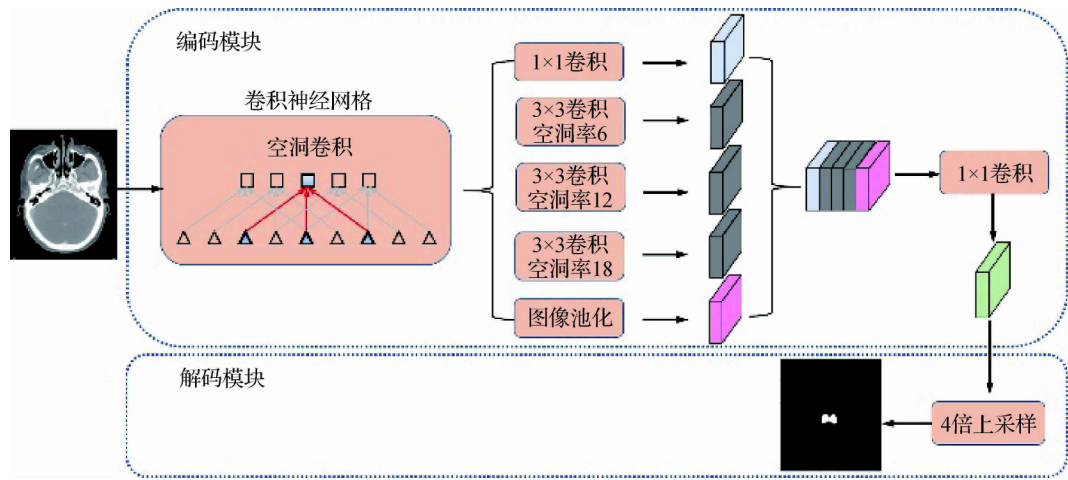 编码模块
卷积神经网格
空洞卷积
1×1卷积
3×3卷积
空洞率6
3×3卷积
空洞率12
3×3卷积
空洞率18
图像池化
1×1卷积
解码模块
4倍上采样